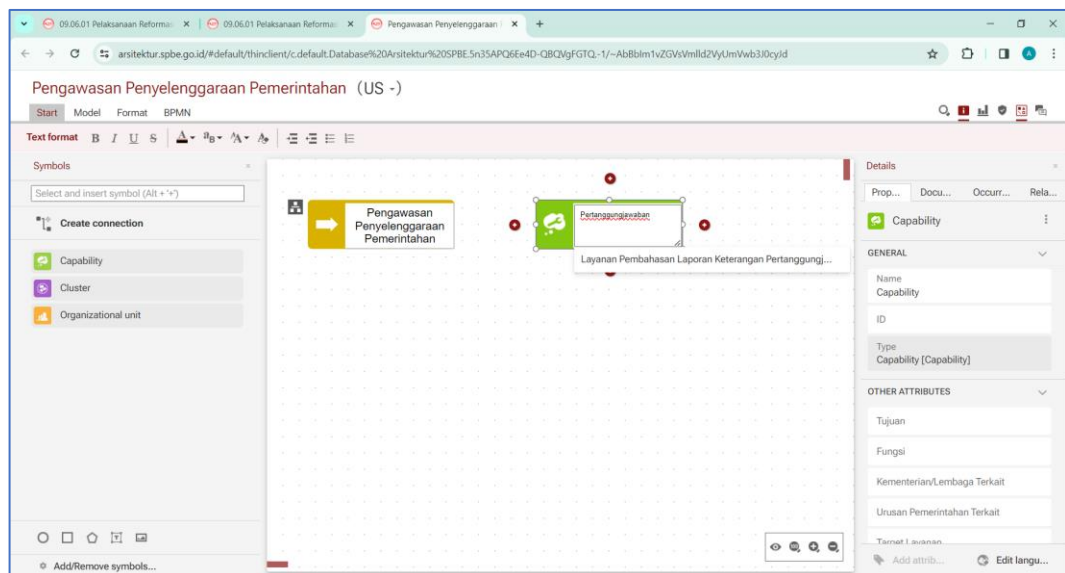 09.06.01 Pelaksanaan Reformas
09.06.01 Pelaksanaan Reformas
Pengawasan Penyelenggaraan
arsitektur.spbe.go.id/#default/thinclient/c.default.Database%20Arsitektur%20SPBE.
Pengawasan Penyelenggaraan Pemerintahan (US -)
Start Model Format BPMN
Text format B I U S
Symbols
Select and insert symbol (Alt + '+')
Create connection
Capability
Cluster
Organizational unit
Add/Remove symbols...
Pengawasan
Penyelenggaraan
Pemerintahan
Pertanggungjawaban
Layanan Pembahasan Laporan Keterangan Pertanggungj...
Details
Prop... Docu... Occurr... Rela...
Capability
GENERAL
Name
Capability
ID
Type
Capability [Capability]
OTHER ATTRIBUTES
Tujuan
Fungsi
Kementerian/Lembaga Terkait
Urusan Pemerintahan Terkait
Target Layanan
Add attrib... Edit langu...